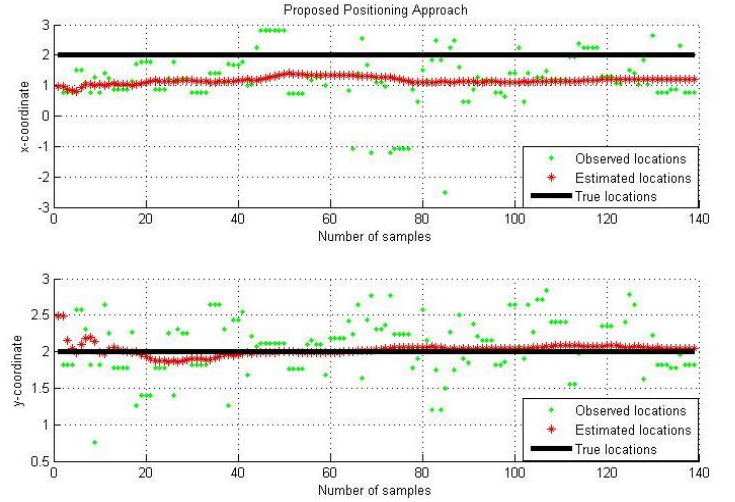 Proposed Positioning Approach
3
2
1
0
-1
-2
-3
x-coordinate
Observed locations
Estimated locations
True locations
0 20 40 60 80 100 120 140
Number of samples
3
2.5
2
1.5
1
0.5
y-coordinate
Observed locations
Estimated locations
True locations
0 20 40 60 80 100 120 140
Number of samples